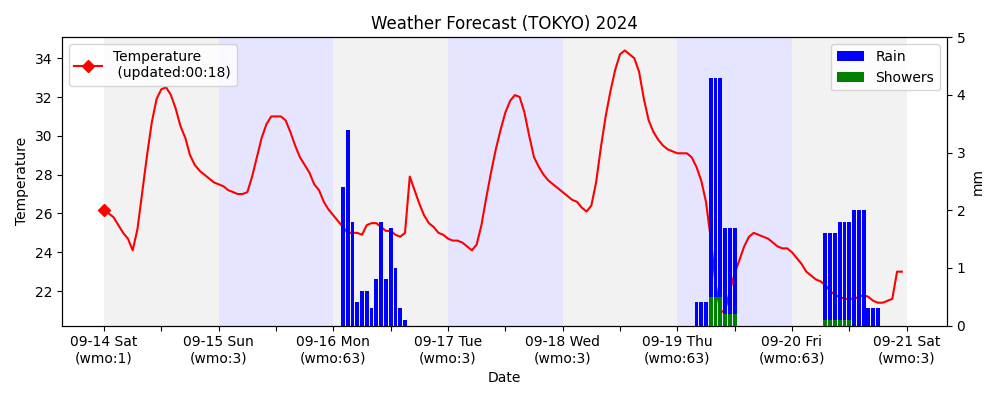 Weather Forecast (TOKYO) 2024
Temperature
(updated:00:18)
Rain
Showers
Temperature
34
32
30
28
26
24
22
5
4
3
2
1
0
mm
09-14 Sat
(wmo:1)
09-15 Sun
(wmo:3)
09-16 Mon
(wmo:63)
09-17 Tue
(wmo:3)
09-18 Wed
(wmo:3)
09-19 Thu
(wmo:63)
09-20 Fri
(wmo:63)
09-21 Sat
(wmo:3)
Date